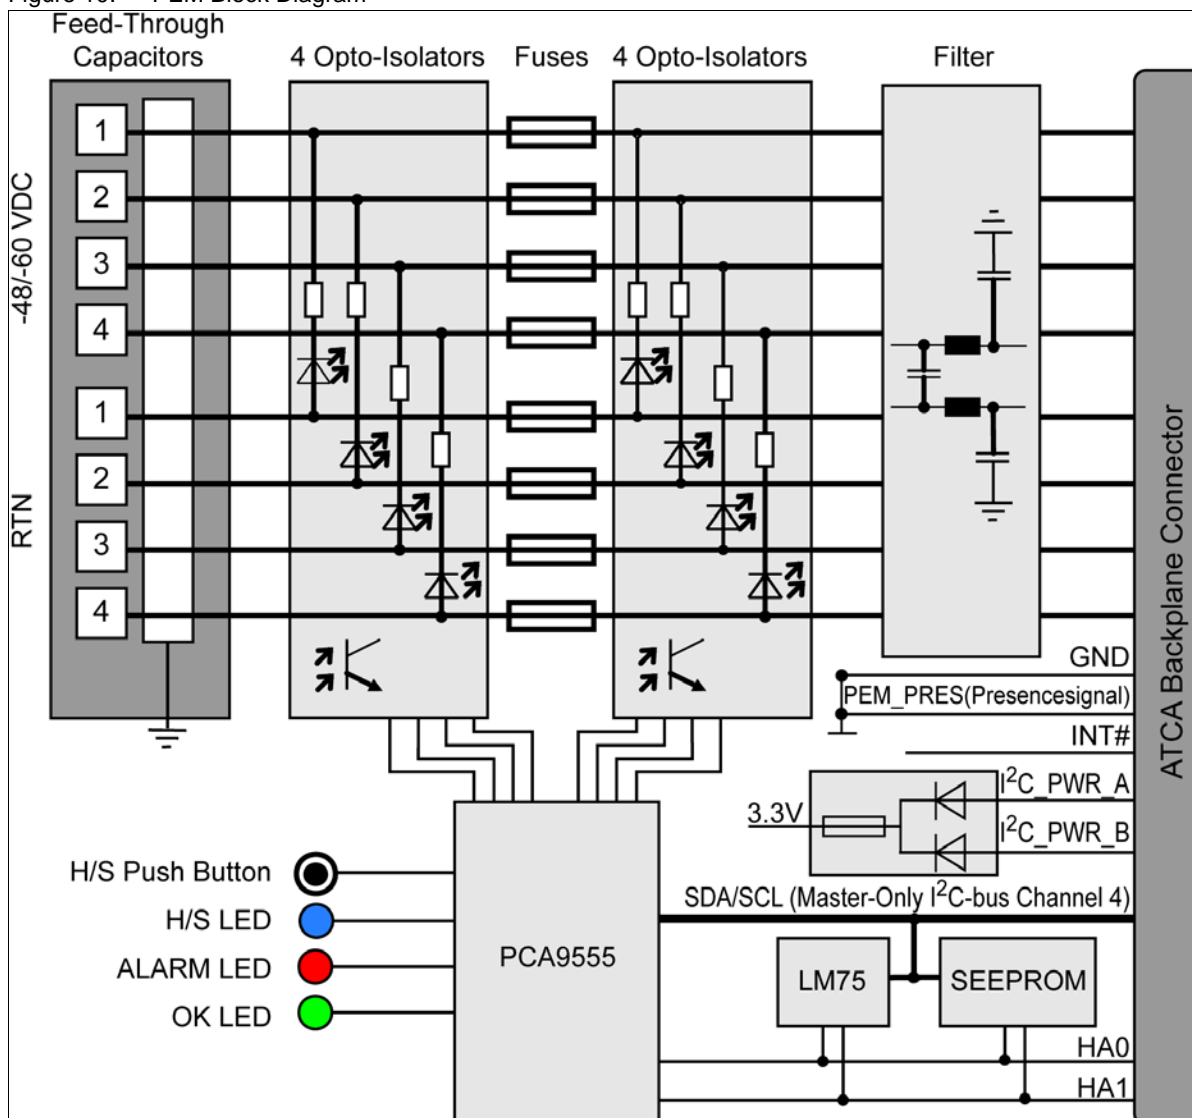 Feed-Through
Capacitors
4 Opto-Isolators
Fuses
4 Opto-Isolators
Filter
-48/-60 VDC
1
2
3
4
RTN
1
2
3
4
ATCA Backplane Connector
GND
PEM_PRES(Presencesignal)
INT#
I²C_PWR_A
3.3V
I²C_PWR_B
SDA/SCL (Master-Only I²C-bus Channel 4)
H/S Push Button
H/S LED
ALARM LED
OK LED
PCA9555
LM75
SEEPROM
HA0
HA1